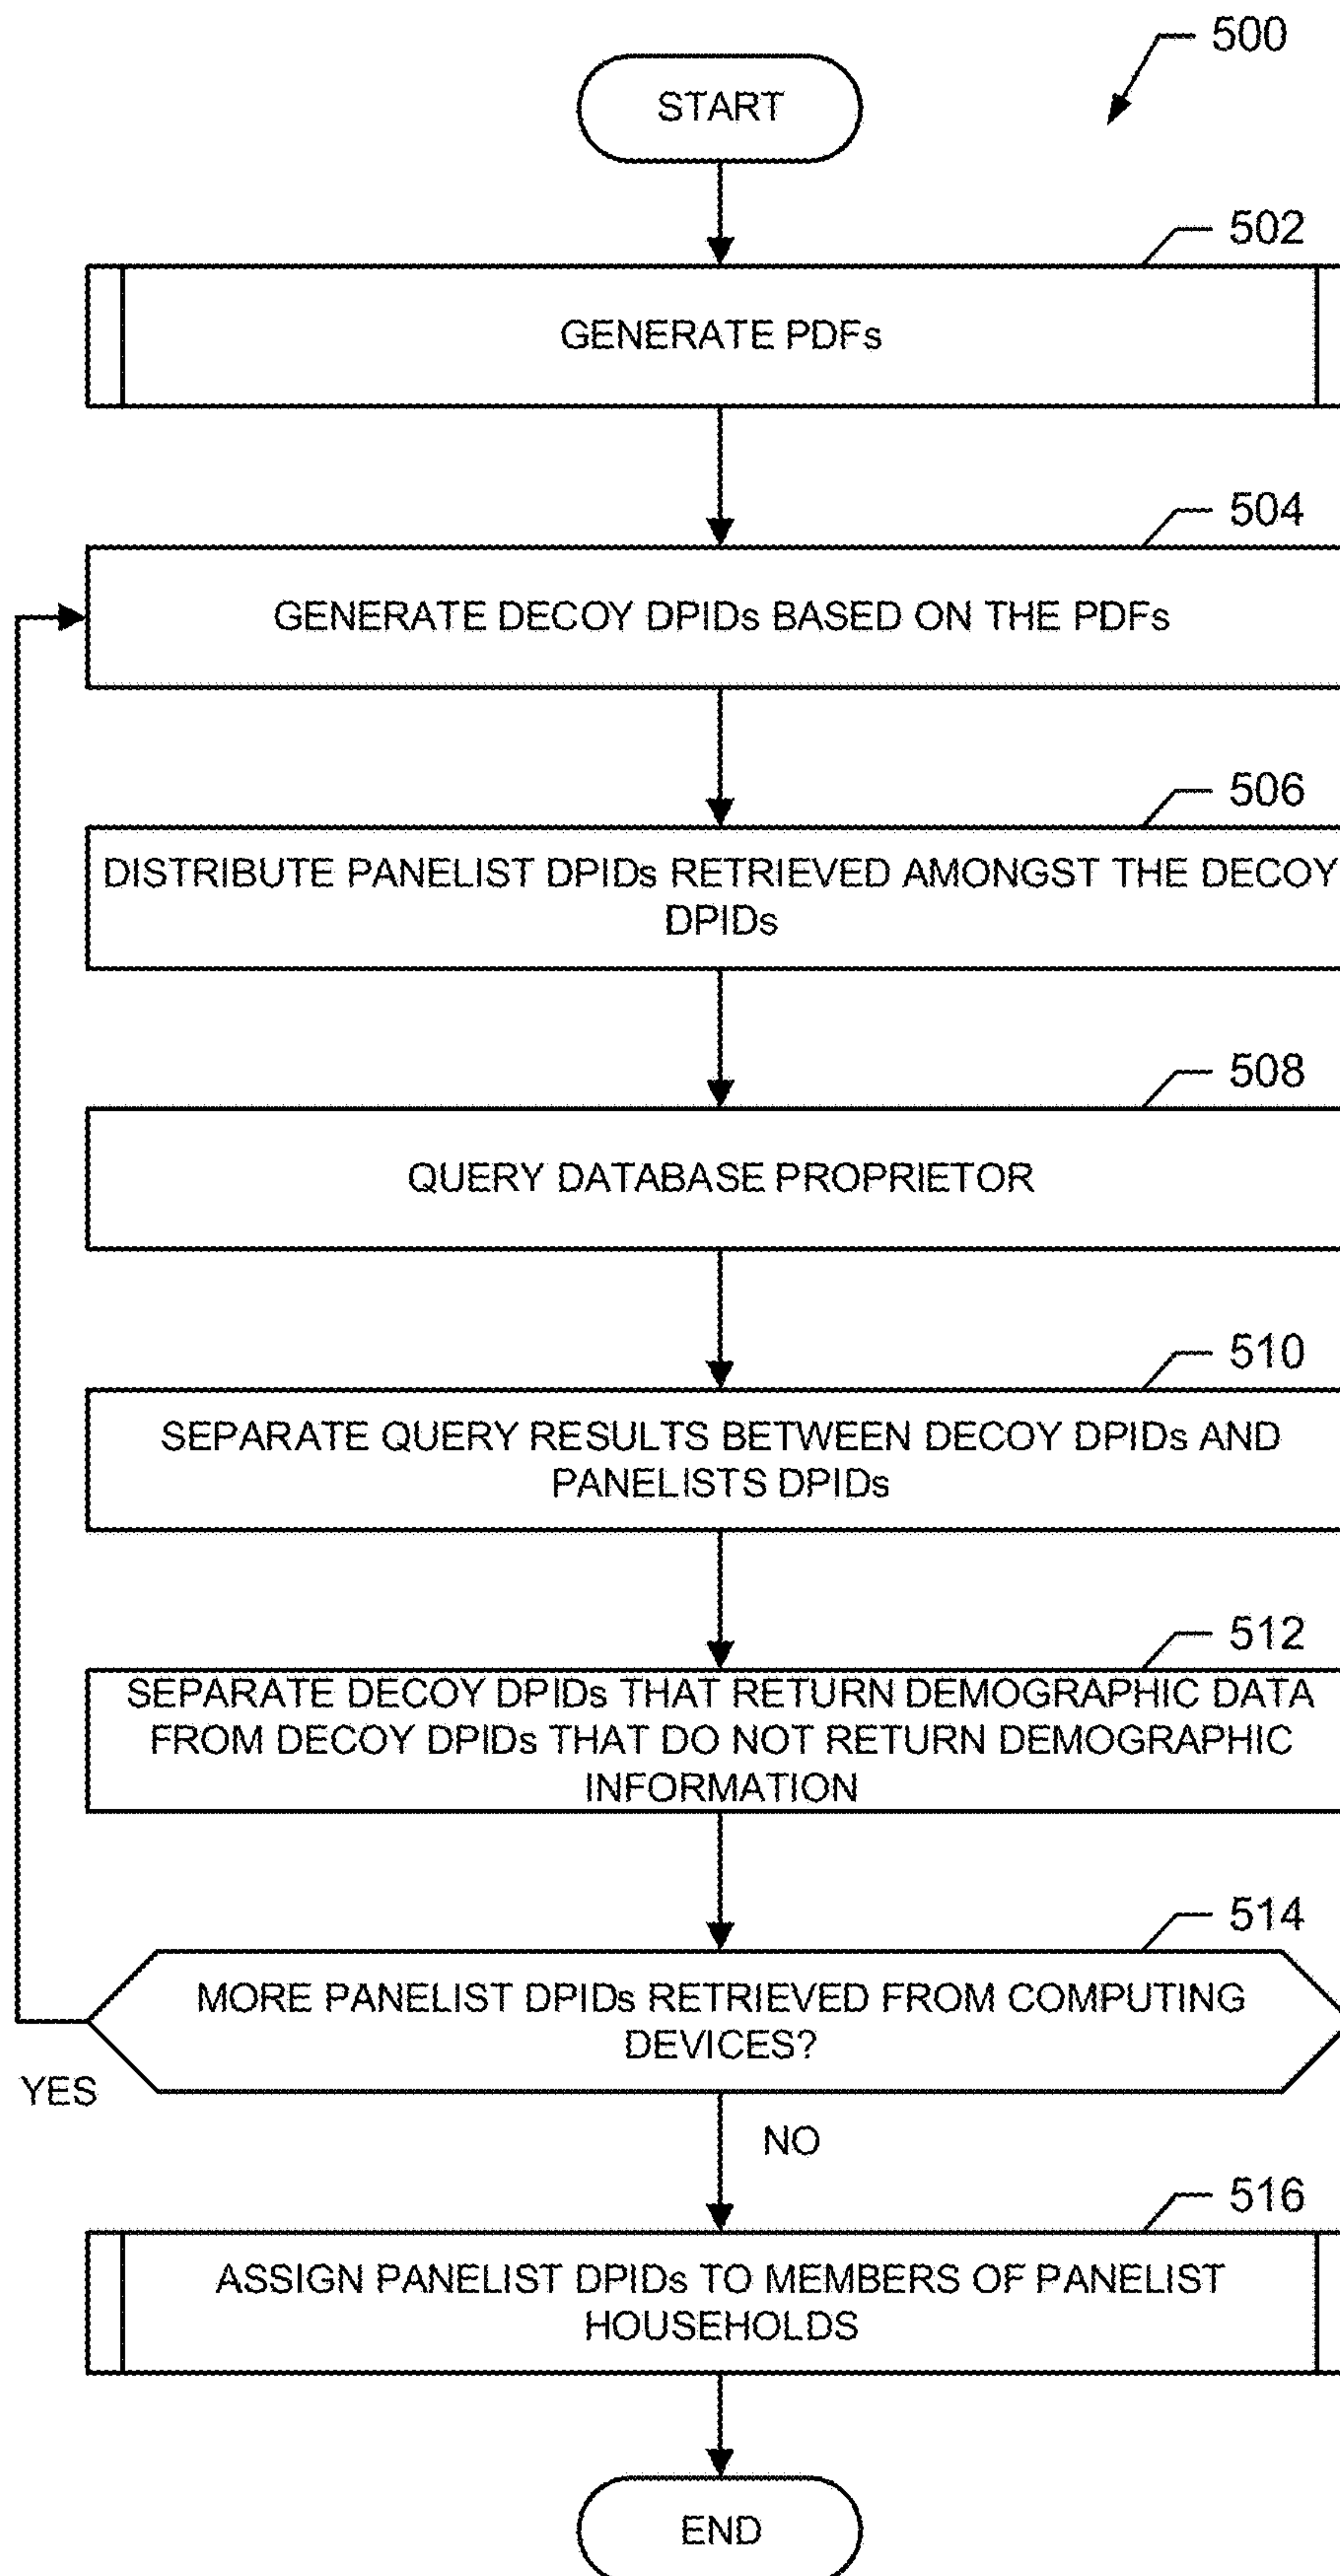 500
START
502
GENERATE PDFs
504
GENERATE DECOY DPIDs BASED ON THE PDFs
506
DISTRIBUTE PANELIST DPIDs RETRIEVED AMONGST THE DECOY
DPIDs
508
QUERY DATABASE PROPRIETOR
510
SEPARATE QUERY RESULTS BETWEEN DECOY DPIDs AND
PANELISTS DPIDs
512
SEPARATE DECOY DPIDs THAT RETURN DEMOGRAPHIC DATA
FROM DECOY DPIDs THAT DO NOT RETURN DEMOGRAPHIC
INFORMATION
514
MORE PANELIST DPIDs RETRIEVED FROM COMPUTING
DEVICES?
YES
NO
516
ASSIGN PANELIST DPIDs TO MEMBERS OF PANELIST
HOUSEHOLDS
END